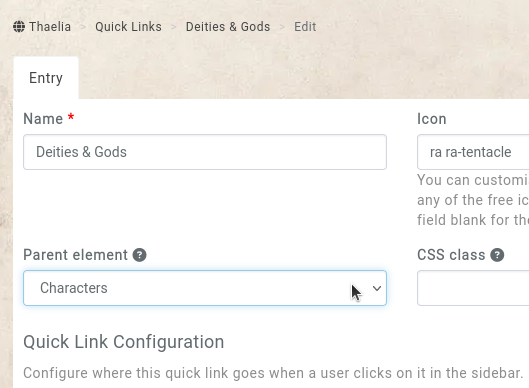 Thaelia > Quick Links > Deities & Gods > Edit
Entry
Name *
Icon
Deities & Gods
ra ra-tentacle
You can customi
any of the free ic
field blank for the
Parent element ?
CSS class ?
Characters
Quick Link Configuration
Configure where this quick link goes when a user clicks on it in the sidebar.